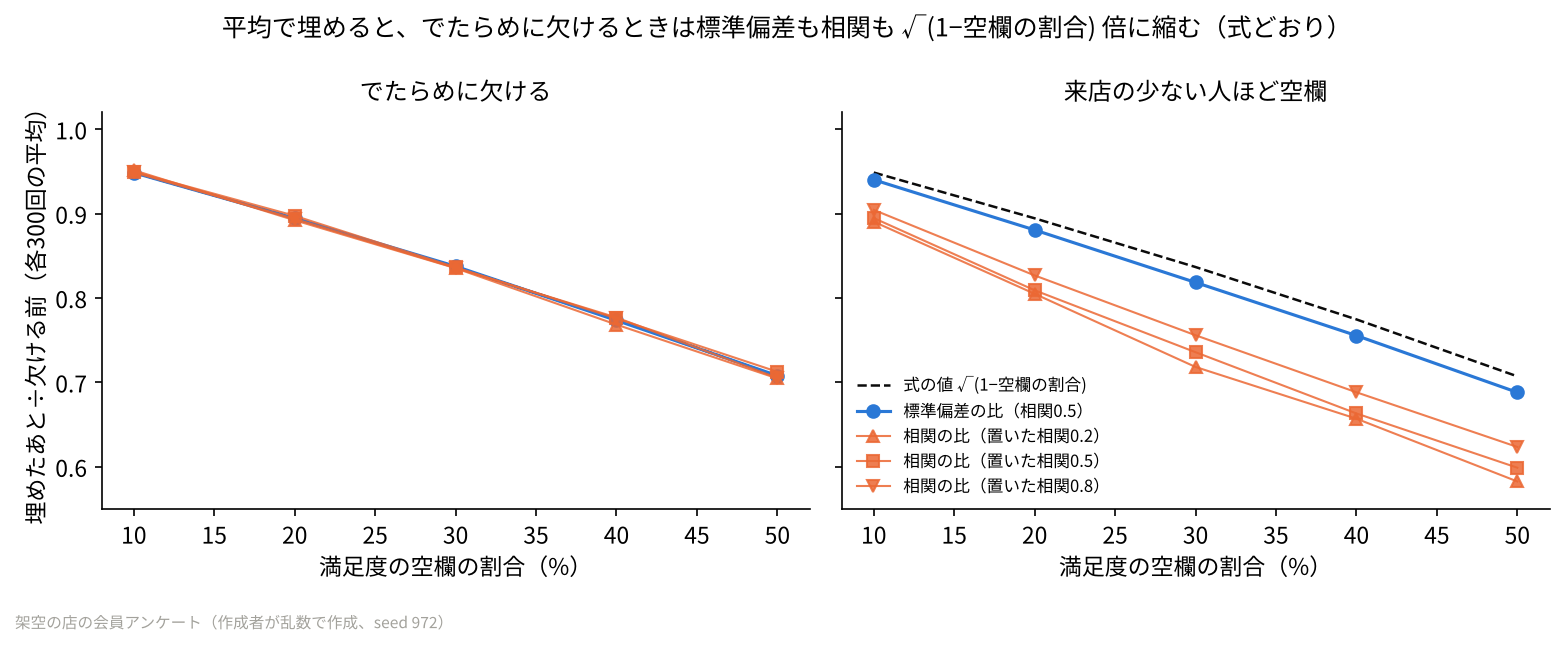 平均で埋めると、でたらめに欠けるときは標準偏差も相関も √(1−空欄の割合) 倍に縮む（式どおり）
でたらめに欠ける
埋めたあと÷欠ける前（各300回の平均）
1.0
0.9
0.8
0.7
0.6
10 15 20 25 30 35 40 45 50
満足度の空欄の割合（%）
来店の少ない人ほど空欄
式の値 √(1−空欄の割合)
標準偏差の比（相関0.5）
相関の比（置いた相関0.2）
相関の比（置いた相関0.5）
相関の比（置いた相関0.8）
10 15 20 25 30 35 40 45 50
満足度の空欄の割合（%）
架空の店の会員アンケート（作成者が乱数で作成、seed 972）